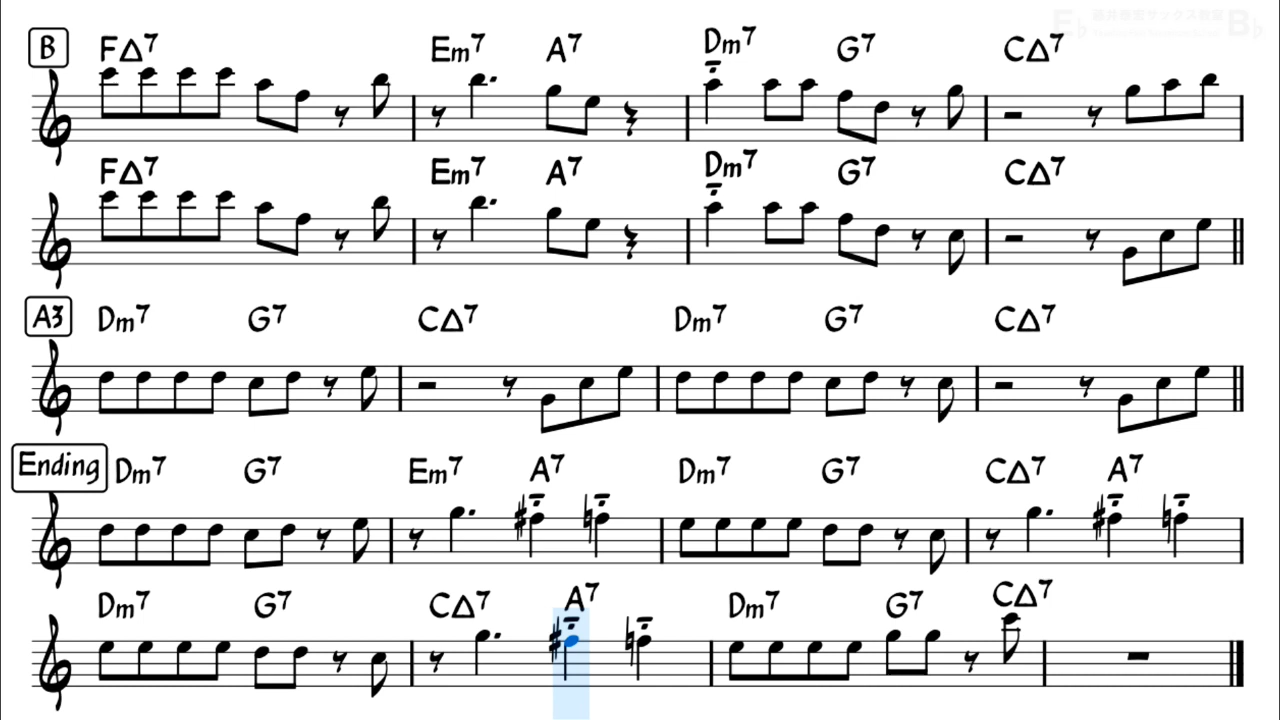 E♭ B♭
B FΔ7 Em7 A7 Dm7 G7 CΔ7
FΔ7 Em7 A7 Dm7 G7 CΔ7
A3 Dm7 G7 CΔ7 Dm7 G7 CΔ7
Ending Dm7 G7 Em7 A7 Dm7 G7 CΔ7 A7
Dm7 G7 CΔ7 A7 Dm7 G7 CΔ7